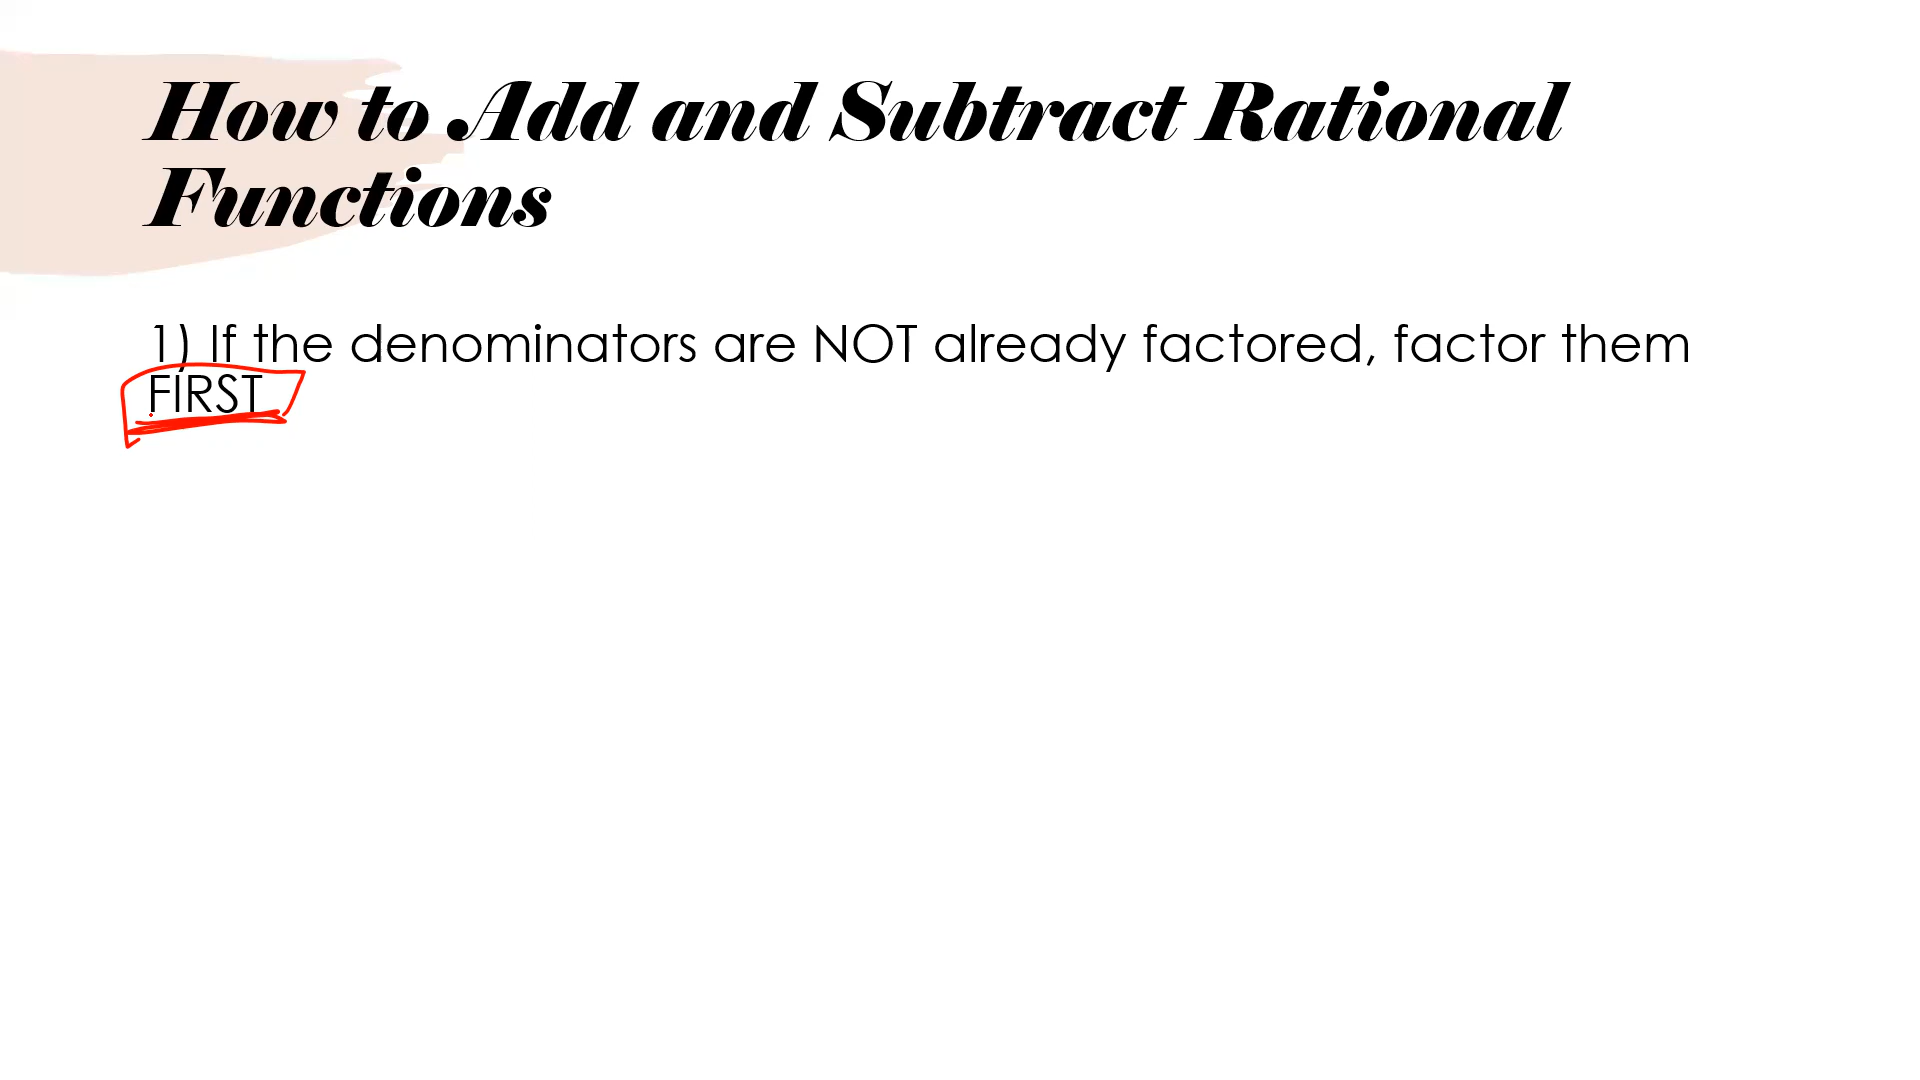 How to Add and Subtract Rational
Functions
1) If the denominators are NOT already factored, factor them
FIRST